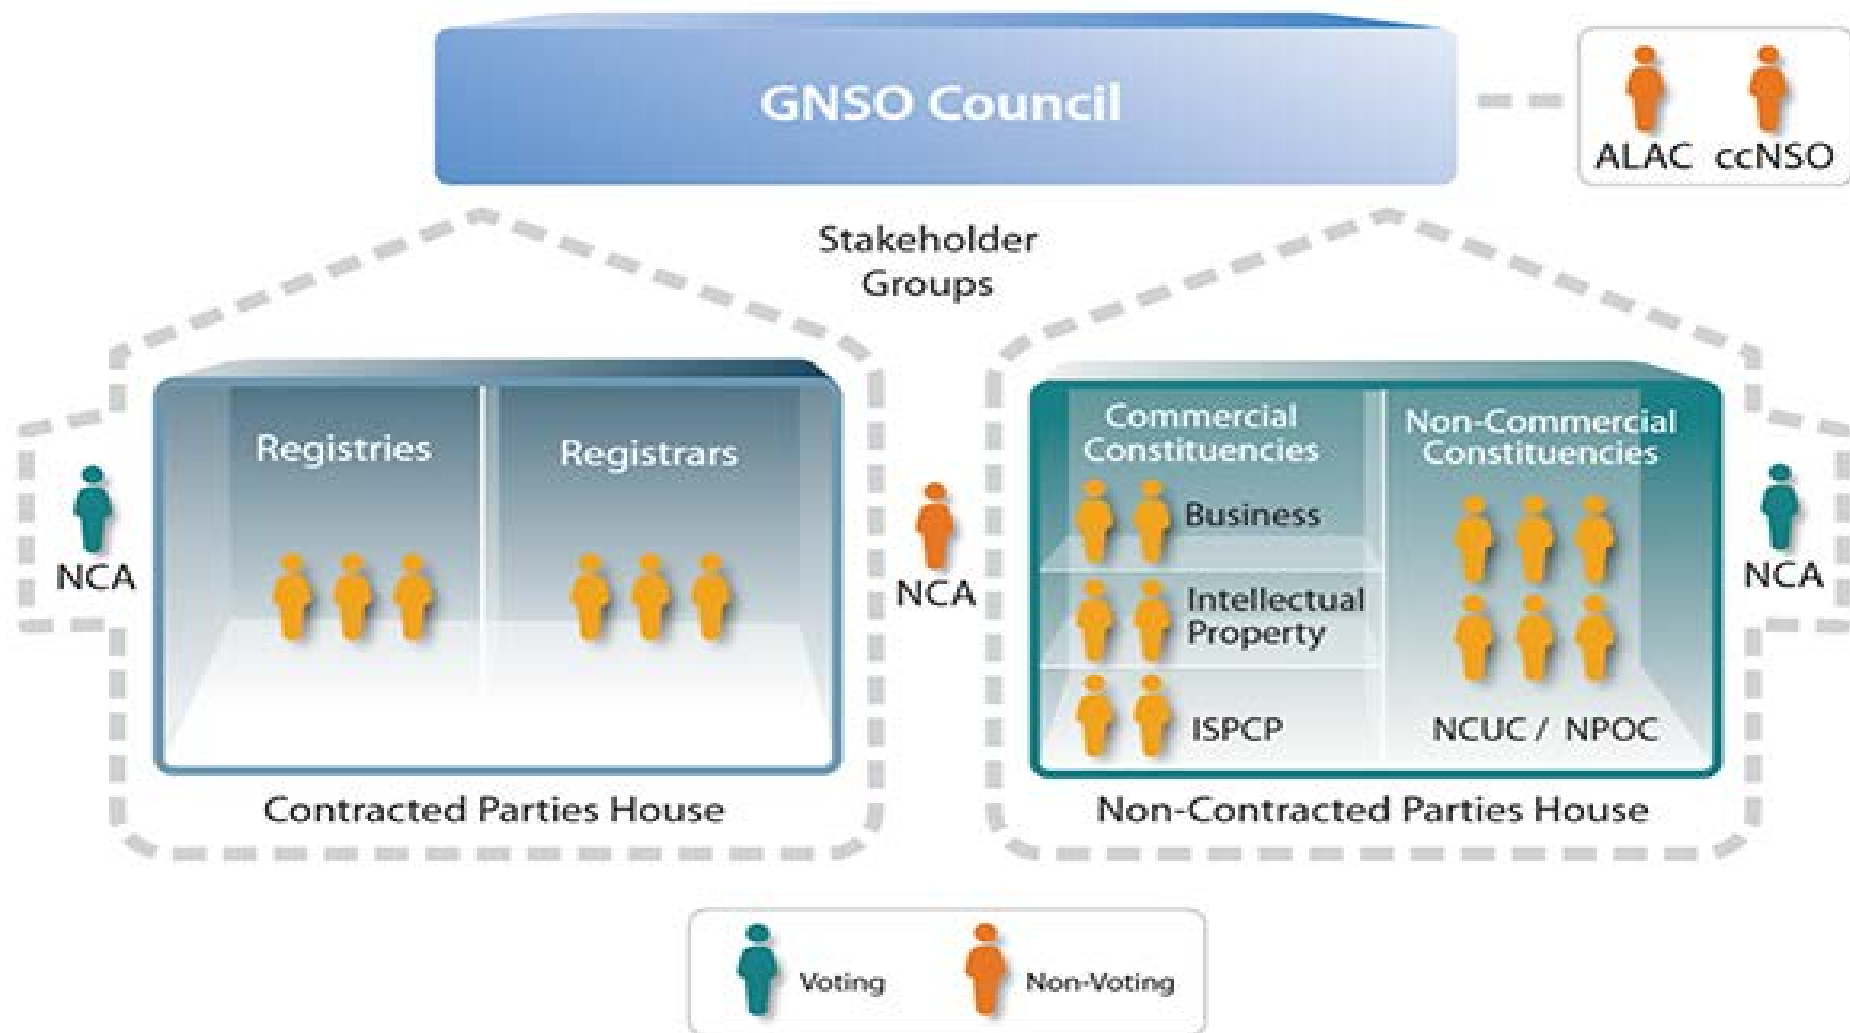 GNSO Council
ALAC ccNSO
Stakeholder
Groups
Registries
Registrars
Commercial
Constituencies
Non-Commercial
Constituencies
Business
Intellectual
Property
ISPCP
NCUC / NPOC
NCA
NCA
NCA
Contracted Parties House
Non-Contracted Parties House
Voting
Non-Voting